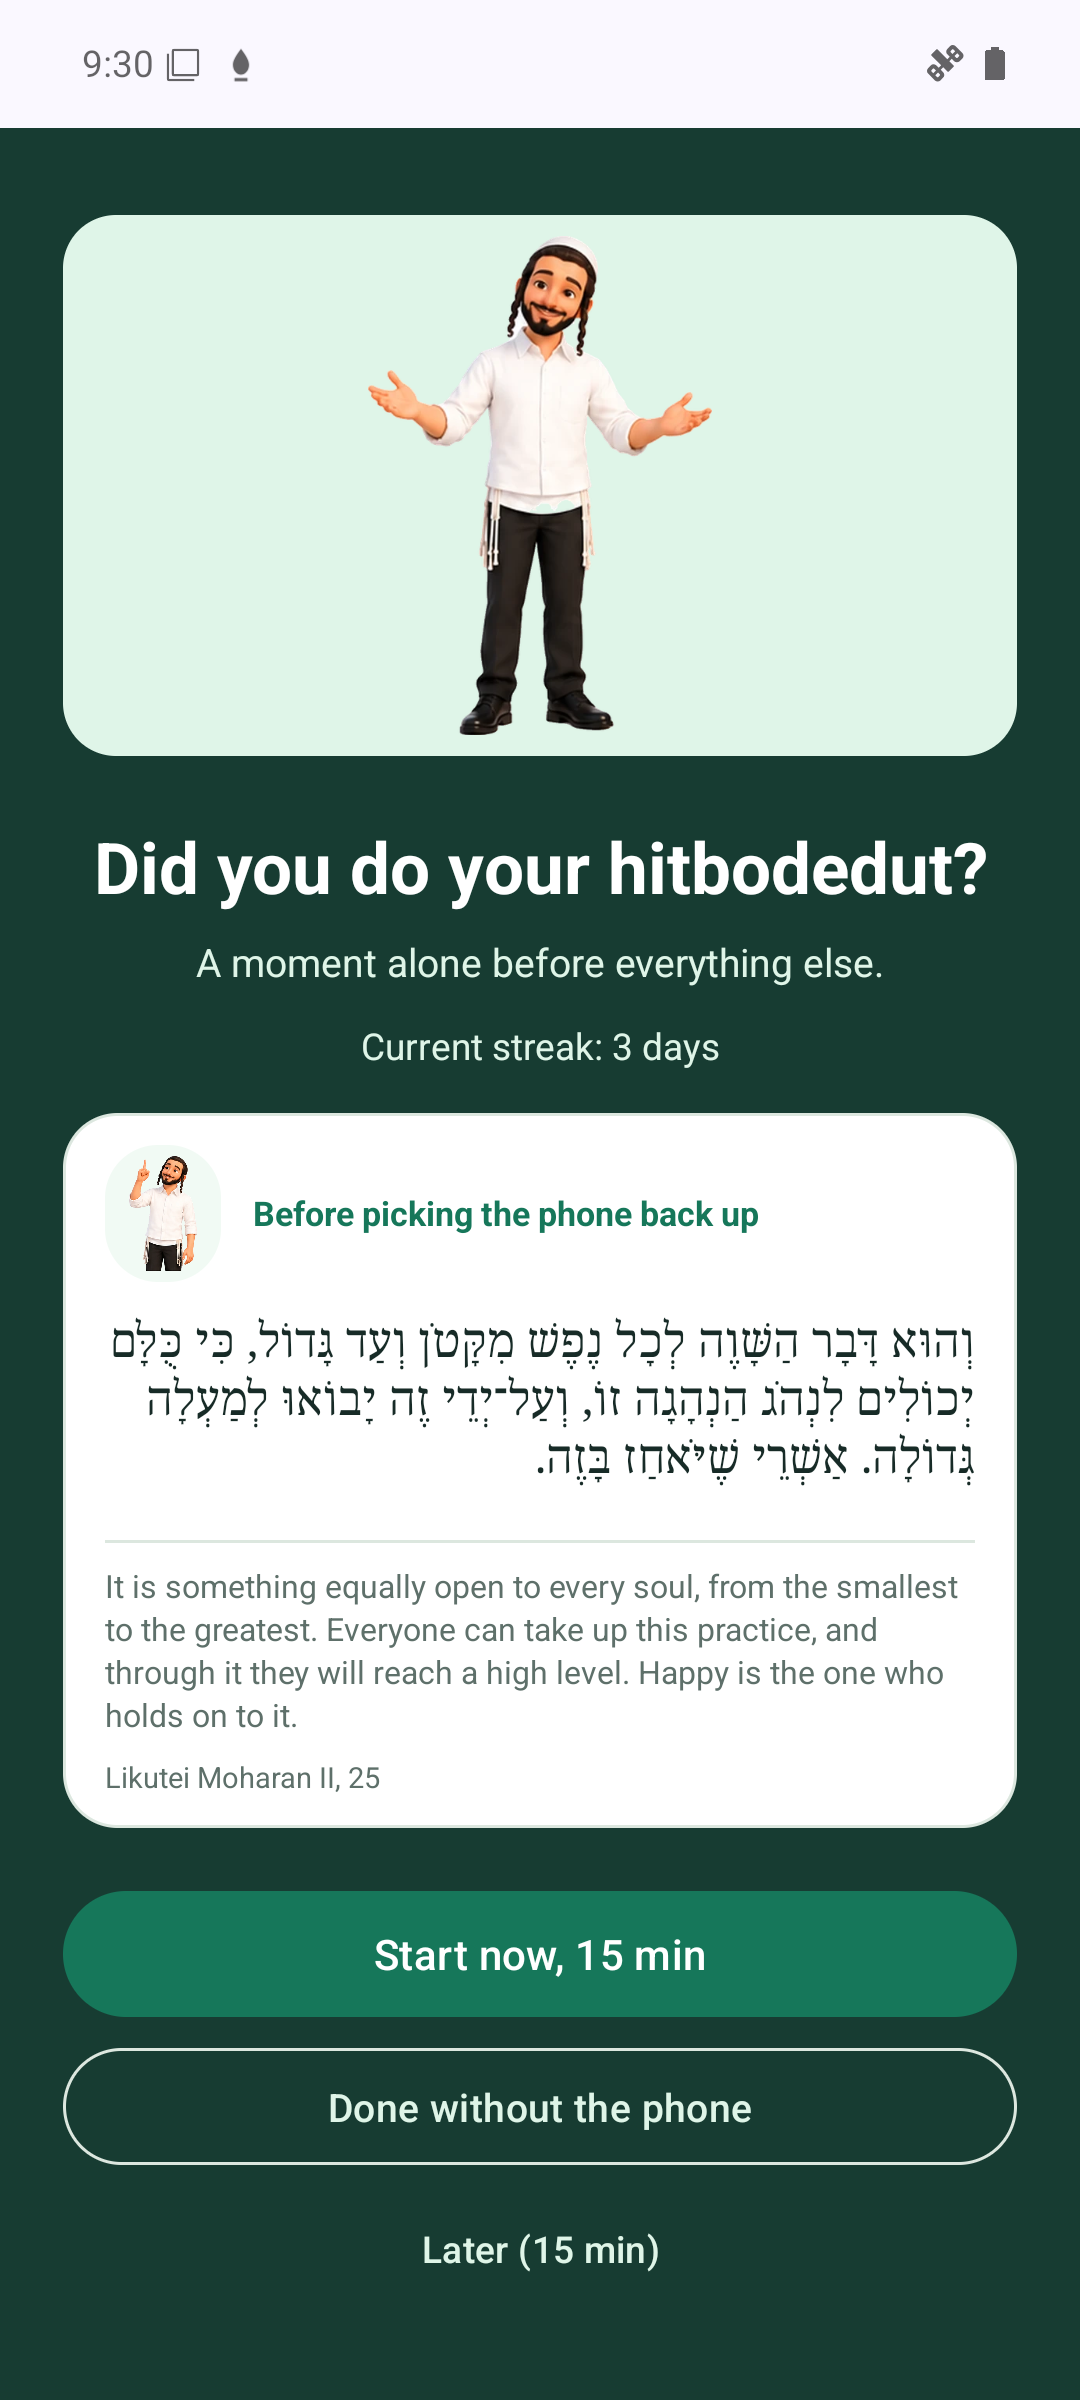 9:30
Did you do your hitbodedut?
A moment alone before everything else.
Current streak: 3 days
Before picking the phone back up
וְהוּא דָּבָר הַשָּׁוֶה לְכָל נֶפֶשׁ מִקָּטֹן וְעַד גָּדוֹל, כִּי כֻּלָּם
יְכוֹלִים לִנְהֹג הַנְהָגָה זוֹ, וְעַל־יְדֵי זֶה יָבוֹאוּ לְמַעְלָה
גְּדוֹלָה. אַשְׁרֵי שֶׁיֹּאחַז בָּזֶה.
It is something equally open to every soul, from the smallest
to the greatest. Everyone can take up this practice, and
through it they will reach a high level. Happy is the one who
holds on to it.
Likutei Moharan II, 25
Start now, 15 min
Done without the phone
Later (15 min)